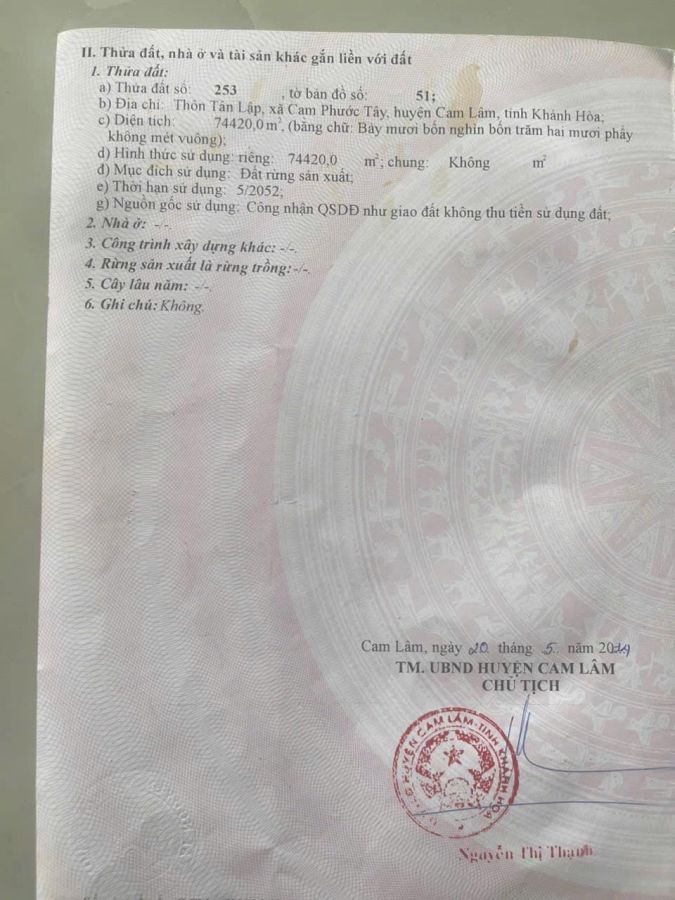 II. Thửa đất, nhà ở và tài sản khác gắn liền với đất
1. Thửa đất:
a) Thửa đất số: 253 , tờ bản đồ số: 51;
b) Địa chỉ: Thôn Tân Lập, xã Cam Phước Tây, huyện Cam Lâm, tỉnh Khánh Hòa;
c) Diện tích: 74420,0 m², (bằng chữ: Bảy mươi bốn nghìn bốn trăm hai mươi phẩy
không mét vuông);
d) Hình thức sử dụng: riêng: 74420,0 m²; chung: Không m²
đ) Mục đích sử dụng: Đất rừng sản xuất;
e) Thời hạn sử dụng: 5/2052;
g) Nguồn gốc sử dụng: Công nhận QSDĐ như giao đất không thu tiền sử dụng đất;
2. Nhà ở: -/-.
3. Công trình xây dựng khác: -/-.
4. Rừng sản xuất là rừng trồng: -/-.
5. Cây lâu năm: -/-.
6. Ghi chú: Không.
Cam Lâm, ngày 20 tháng 5 năm
TM. UBND HUYỆN CAM LÂM
CHỦ TỊCH
HUYỆN CAM LÂM-TỈNH KHÁNH HÒA
Nguyễn Thị Thanh